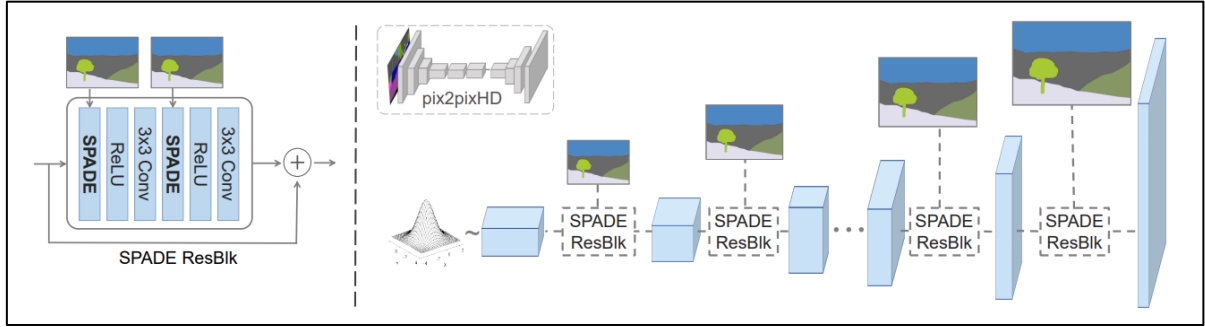 SPADE
ReLU
3x3 Conv
SPADE
ReLU
3x3 Conv
+
SPADE ResBlk
pix2pixHD
~
SPADE
ResBlk
SPADE
ResBlk
SPADE
ResBlk
SPADE
ResBlk